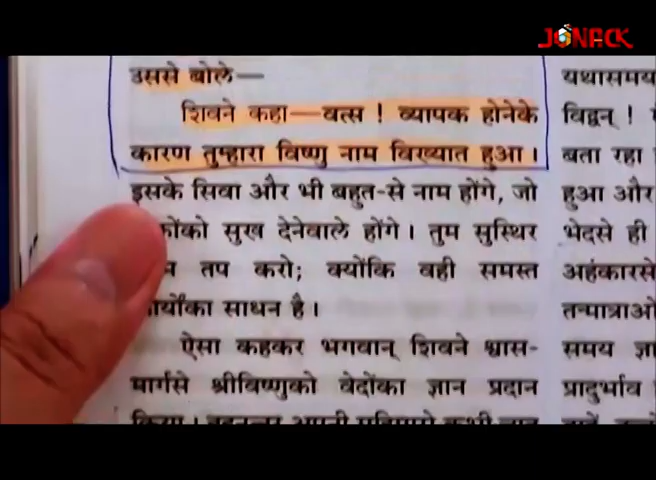 JONACK
उससे बोले—
शिवने कहा—वत्स ! व्यापक होनेके
कारण तुम्हारा विष्णु नाम विख्यात हुआ।
इसके सिवा और भी बहुत-से नाम होंगे, जो
सुख देनेवाले होंगे। तुम सुस्थिर
तप करो; क्योंकि वही समस्त
कार्योंका साधन है।
ऐसा कहकर भगवान् शिवने श्वास-
मार्गसे श्रीविष्णुको वेदोंका ज्ञान प्रदान
यथासमय
विद्वन् !
बता रहा
हुआ और
भेदसे ही
अहंकारसे
तन्मात्राओ
समय
प्रादुर्भाव